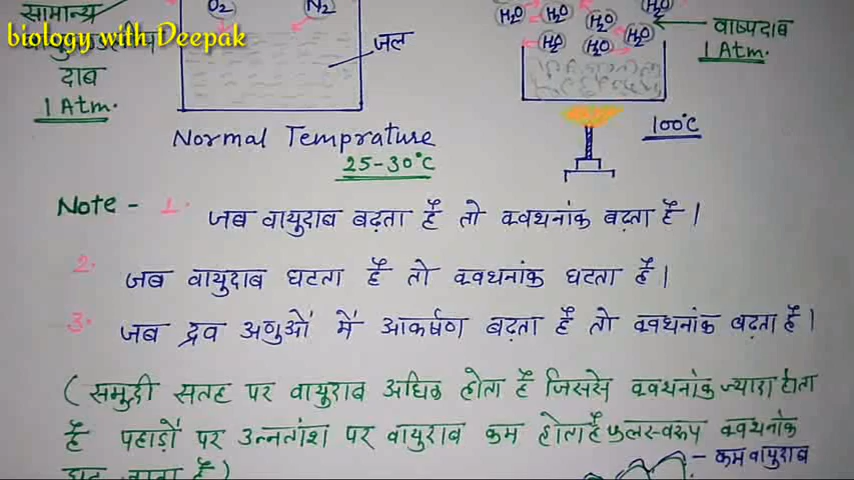 सामान्य
O₂ N₂
H₂O H₂O H₂O H₂O
biology with Deepak
वाष्पदाब
1 Atm.
दाब
1 Atm.
जल
H₂O H₂O H₂O
Normal Temprature
25-30°C
100°C
Note - 1. जब वायुदाब बढ़ता है तो क्वथनांक बढ़ता है।
2. जब वायुदाब घटता है तो क्वथनांक घटता है।
3. जब द्रव अणुओं में आकर्षण बढ़ता है तो क्वथनांक बढ़ता है।
(समुद्री सतह पर वायुदाब अधिक होता है जिससे क्वथनांक ज्यादा होता
है पहाड़ों पर उन्नतांश पर वायुदाब कम होता है फलस्वरूप क्वथनांक
कम वायुदाब
घट जाता है)